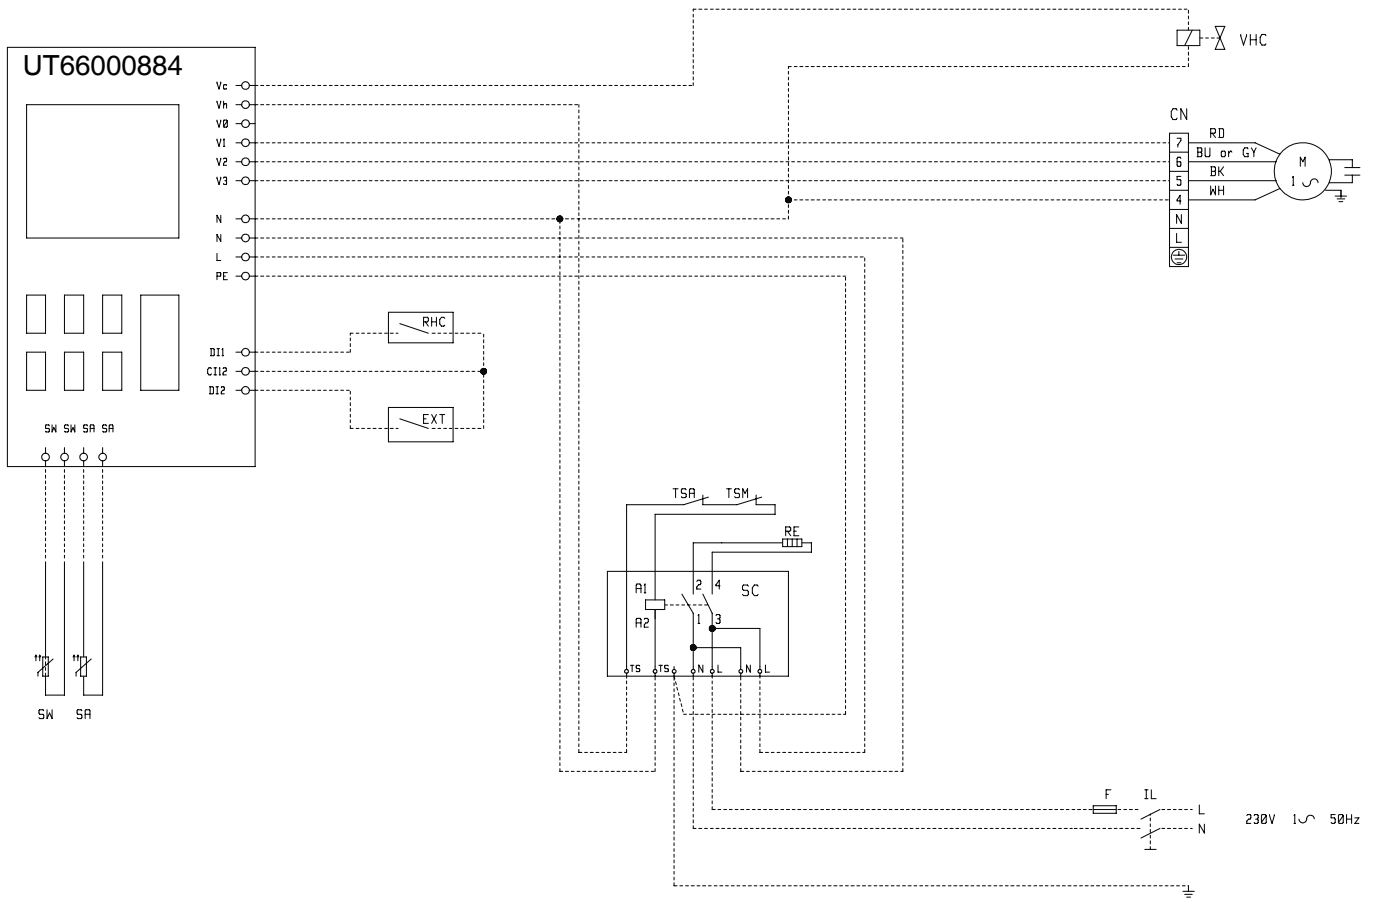 UT66000884
Vc
Vh
V0
V1
V2
V3
N
N
L
PE
DI1
CI12
DI2
SW SW SA SA
SW SA
VHC
CN
7 RD
6 BU or GY
5 BK
4 WH
N
L
M
1
RHC
EXT
TSA TSM
RE
A1 2 4 SC
A2 1 3
TS TS N L N L
F IL L
N
230V 1 50Hz